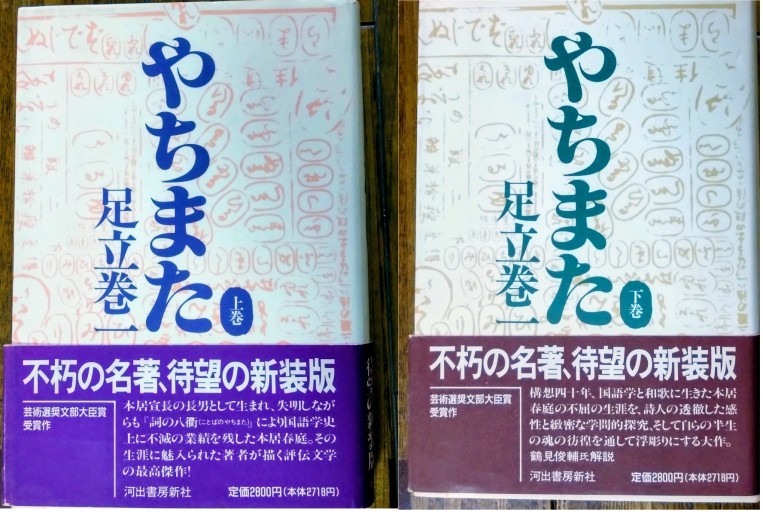 やちまた
足立巻一
上巻
不朽の名著、待望の新装版
芸術選奨文部大臣賞
受賞作
本居宣長の長男として生まれ、失明しなが
らも『詞の八衢(ことばのやちまた)』により国語学史
上に不滅の業績を残した本居春庭。その
生涯に魅入られた著者が描く評伝文学
の最高傑作!
河出書房新社
定価2800円(本体2718円)
やちまた
足立巻一
下巻
不朽の名著、待望の新装版
芸術選奨文部大臣賞
受賞作
構想四十年、国語学と和歌に生きた本居
春庭の不屈の生涯を、詩人の透徹した感
性と緻密な学問的探究、そして自らの半生
の魂の彷徨を通して浮彫りにする大作。
鶴見俊輔氏解説
河出書房新社
定価2800円(本体2718円)